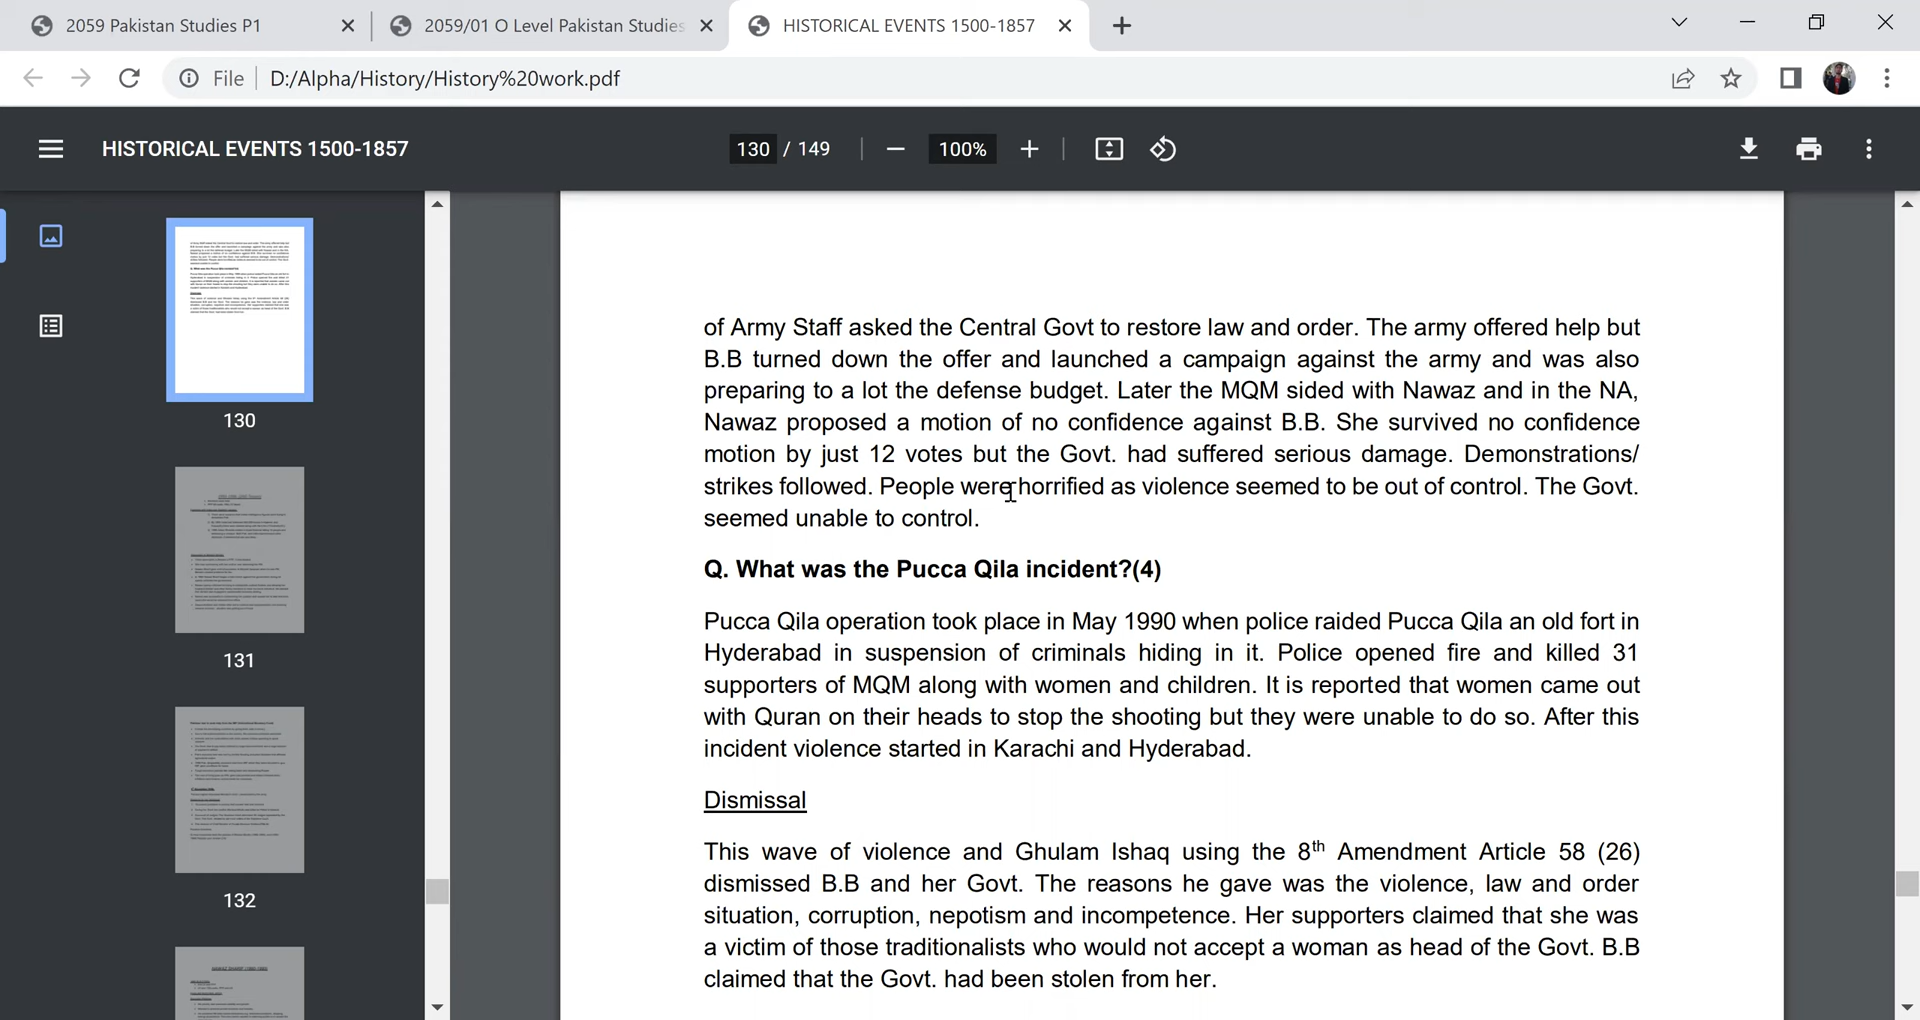 2059 Pakistan Studies P1
2059/01 O Level Pakistan Studies
HISTORICAL EVENTS 1500-1857
File
D:/Alpha/History/History%20work.pdf
HISTORICAL EVENTS 1500-1857
130 / 149
100%
130
131
132
of Army Staff asked the Central Govt to restore law and order. The army offered help but
B.B turned down the offer and launched a campaign against the army and was also
preparing to a lot the defense budget. Later the MQM sided with Nawaz and in the NA,
Nawaz proposed a motion of no confidence against B.B. She survived no confidence
motion by just 12 votes but the Govt. had suffered serious damage. Demonstrations/
strikes followed. People were horrified as violence seemed to be out of control. The Govt.
seemed unable to control.
Q. What was the Pucca Qila incident?(4)
Pucca Qila operation took place in May 1990 when police raided Pucca Qila an old fort in
Hyderabad in suspension of criminals hiding in it. Police opened fire and killed 31
supporters of MQM along with women and children. It is reported that women came out
with Quran on their heads to stop the shooting but they were unable to do so. After this
incident violence started in Karachi and Hyderabad.
Dismissal
This wave of violence and Ghulam Ishaq using the 8th Amendment Article 58 (26)
dismissed B.B and her Govt. The reasons he gave was the violence, law and order
situation, corruption, nepotism and incompetence. Her supporters claimed that she was
a victim of those traditionalists who would not accept a woman as head of the Govt. B.B
claimed that the Govt. had been stolen from her.